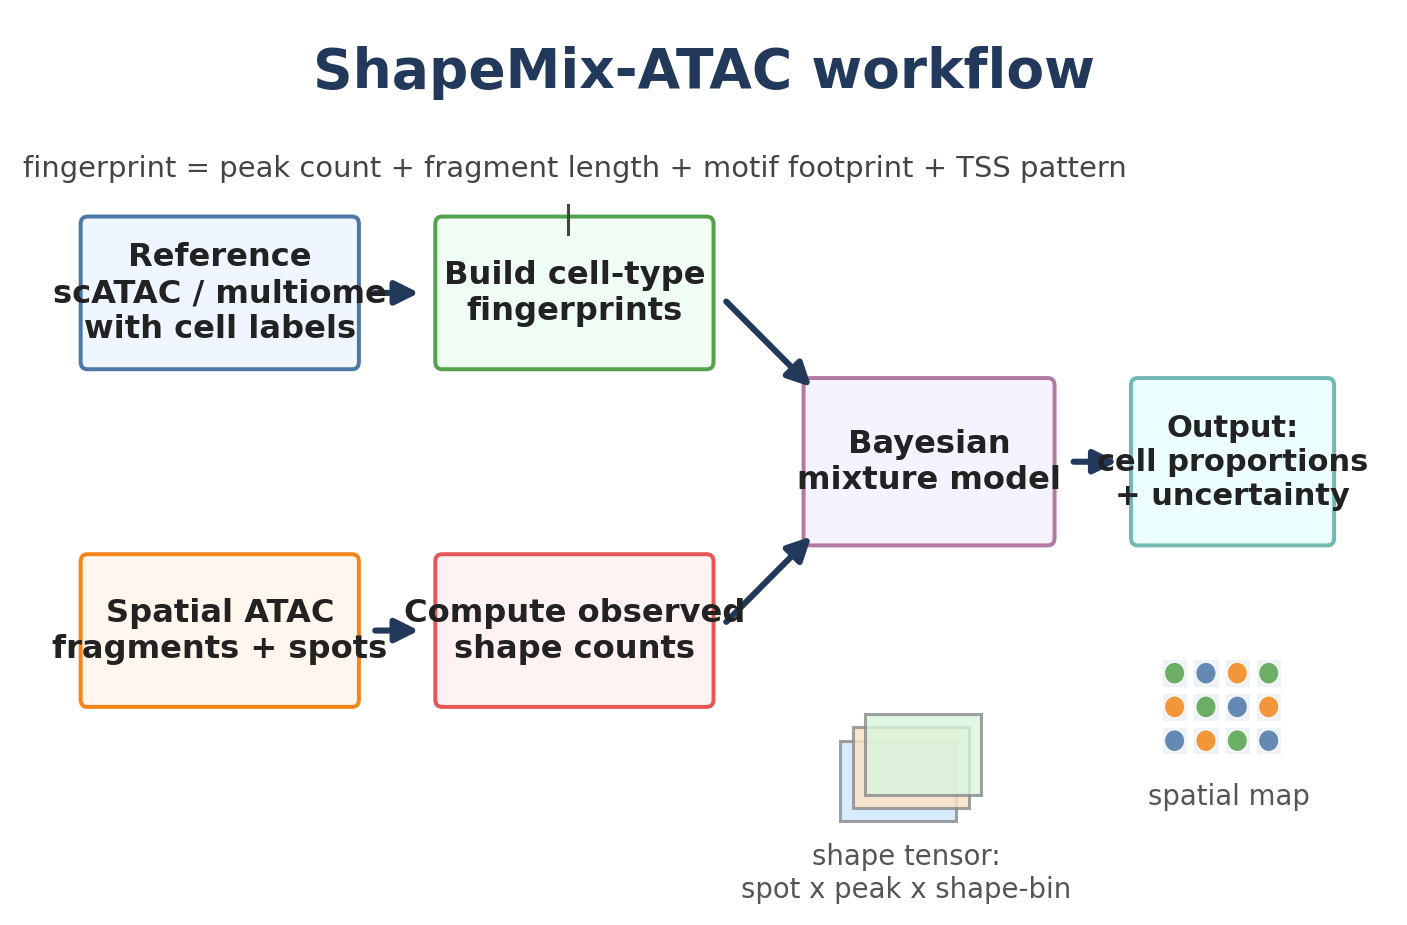 ShapeMix-ATAC workflow
fingerprint = peak count + fragment length + motif footprint + TSS pattern
Reference
scATAC / multiome
with cell labels
Build cell-type
fingerprints
Bayesian
mixture model
Output:
cell proportions
+ uncertainty
Spatial ATAC
fragments + spots
Compute observed
shape counts
spatial map
shape tensor:
spot x peak x shape-bin